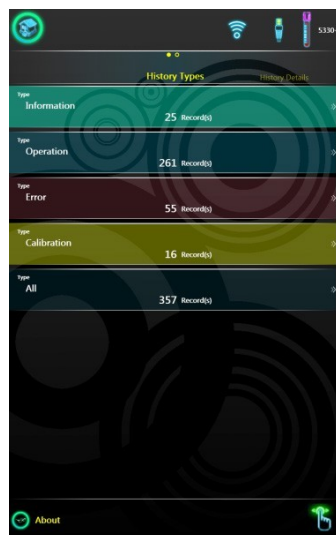 5330-
History Types
History Details
Type
Information
25 Record(s)
Type
Operation
261 Record(s)
Type
Error
55 Record(s)
Type
Calibration
16 Record(s)
Type
All
357 Record(s)
About